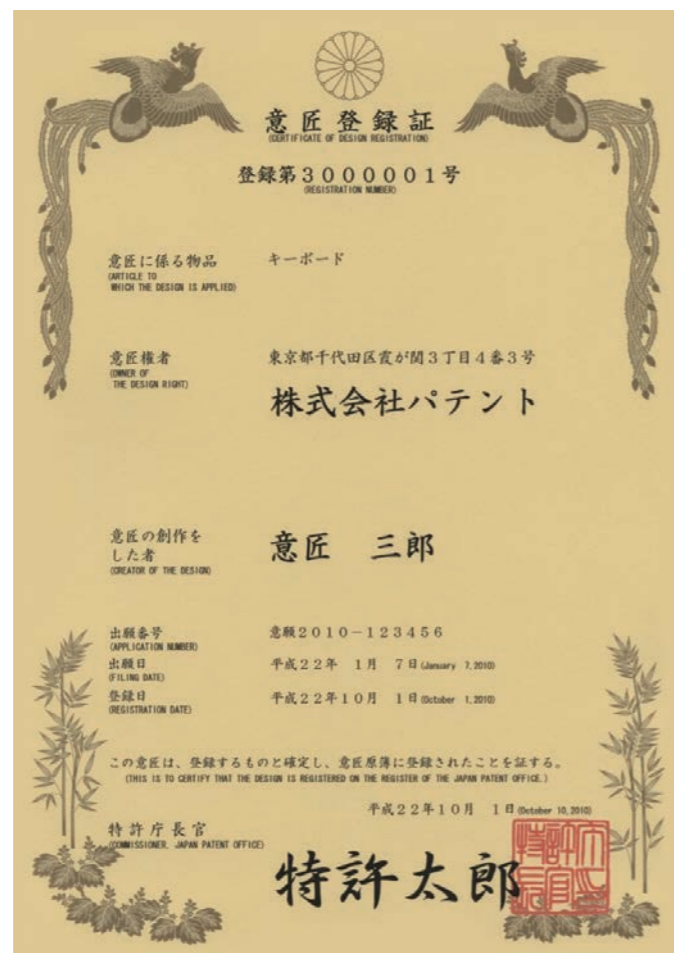 意匠登録証
(CERTIFICATE OF DESIGN REGISTRATION)
登録第3000001号
(REGISTRATION NUMBER)
意匠に係る物品 キーボード
(ARTICLE TO
WHICH THE DESIGN IS APPLIED)
意匠権者 東京都千代田区霞が関3丁目4番3号
(OWNER OF
THE DESIGN RIGHT)
株式会社パテント
意匠の創作を
した者
(CREATOR OF THE DESIGN)
意匠 三郎
出願番号 意願2010-123456
(APPLICATION NUMBER)
出願日 平成22年 1月 7日(January 7,2010)
(FILING DATE)
登録日 平成22年10月 1日(October 1,2010)
(REGISTRATION DATE)
この意匠は、登録するものと確定し、意匠原簿に登録されたことを証する。
(THIS IS TO CERTIFY THAT THE DESIGN IS REGISTERED ON THE REGISTER OF THE JAPAN PATENT OFFICE.)
平成22年10月 1日(October 10,2010)
特許庁長官
(COMMISSIONER, JAPAN PATENT OFFICE)
特許太郎